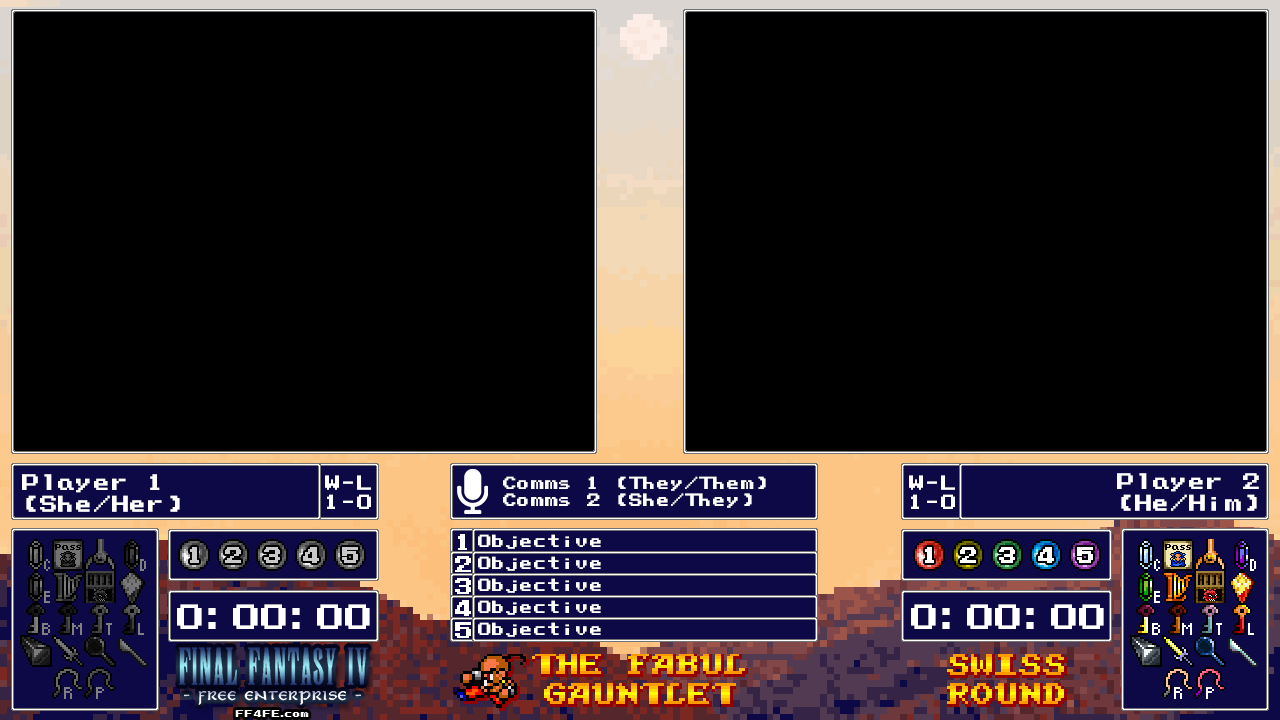 Player 1
(She/Her)
W-L
1-0
Comms 1 (They/Them)
Comms 2 (She/They)
W-L
1-0
Player 2
(He/Him)
PASS
C
D
E
B
M
T
L
R
P
1 2 3 4 5
0:00:00
1 Objective
2 Objective
3 Objective
4 Objective
5 Objective
1 2 3 4 5
0:00:00
PASS
C
D
E
B
M
T
L
R
P
FINAL FANTASY IV
- FREE ENTERPRISE -
FF4FE.com
THE FABUL
GAUNTLET
SWISS
ROUND